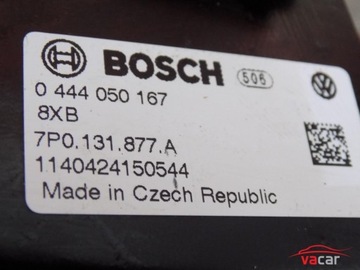 BOSCH 506
0 444 050 167
8XB
7P0.131.877.A
1140424150544
Made in Czech Republic
vacar